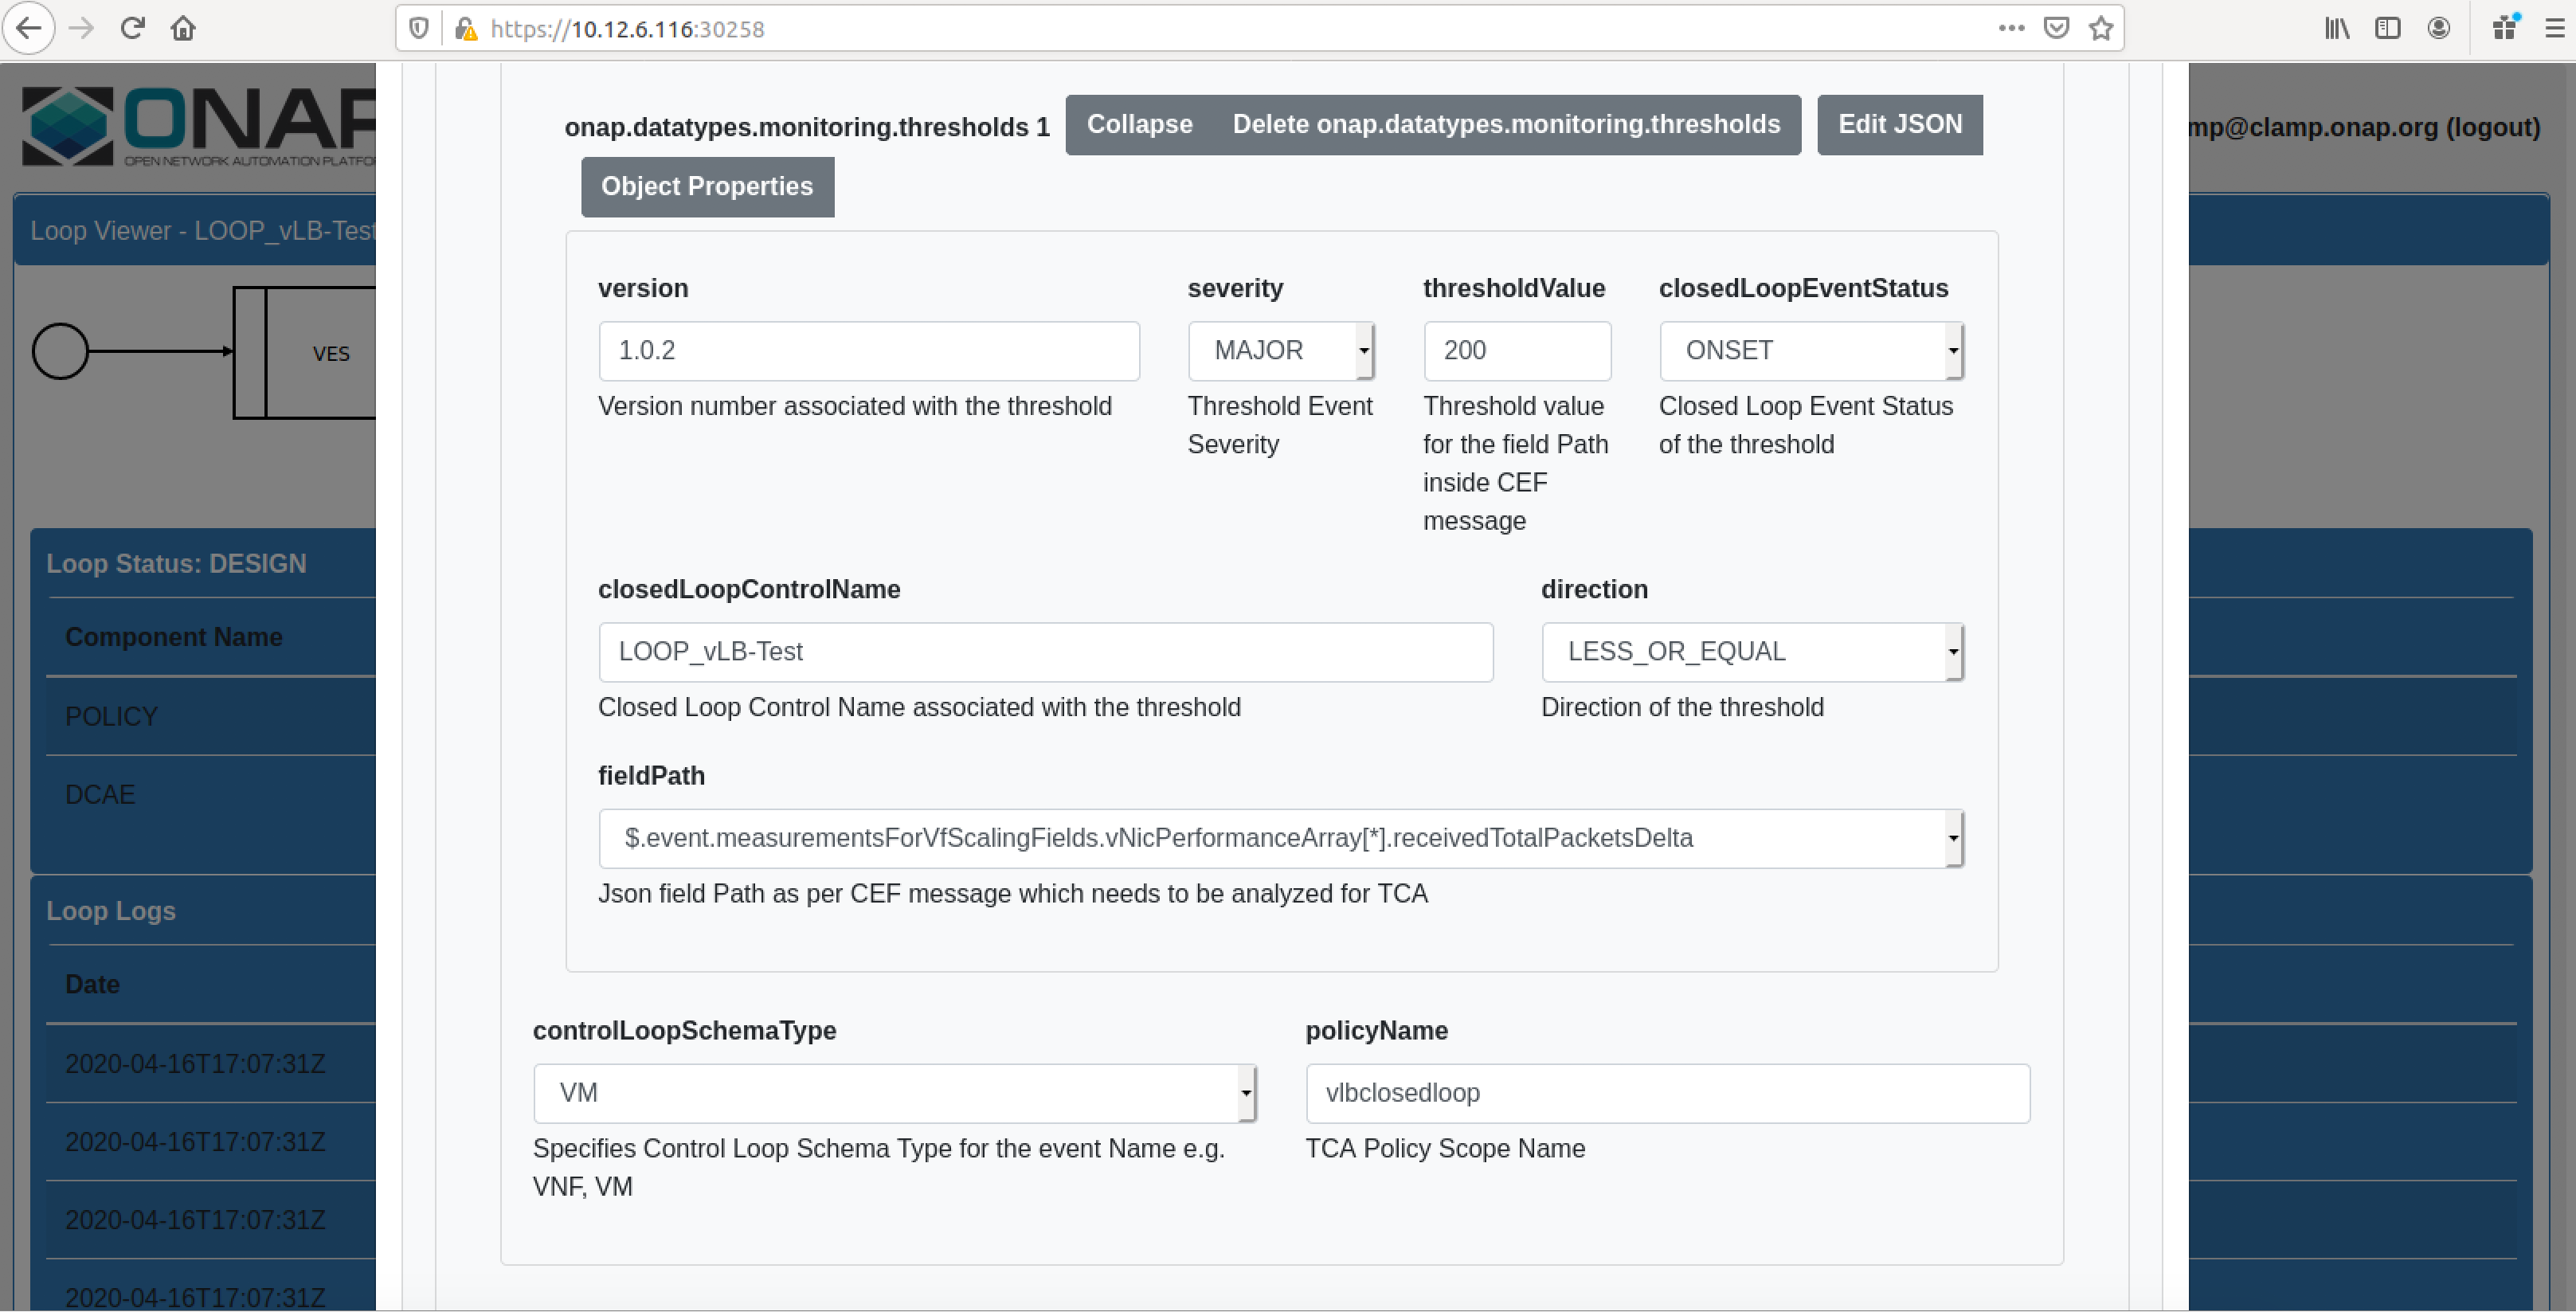 https://10.12.6.116:30258
ONAP
OPEN NETWORK AUTOMATION
mp@clamp.onap.org (logout)
Loop Viewer - LOOP_vLB-Test
VES
onap.datatypes.monitoring.thresholds 1 Collapse Delete onap.datatypes.monitoring.thresholds Edit JSON
Object Properties
version severity thresholdValue closedLoopEventStatus
1.0.2 MAJOR 200 ONSET
Version number associated with the threshold Threshold Event Threshold value Closed Loop Event Status
Severity for the field Path of the threshold
inside CEF
message
closedLoopControlName direction
LOOP_vLB-Test LESS_OR_EQUAL
Closed Loop Control Name associated with the threshold Direction of the threshold
fieldPath
$.event.measurementsForVfScalingFields.vNicPerformanceArray[*].receivedTotalPacketsDelta
Json field Path as per CEF message which needs to be analyzed for TCA
controlLoopSchemaType policyName
VM vlbclosedloop
Specifies Control Loop Schema Type for the event Name e.g. TCA Policy Scope Name
VNF, VM
Loop Status: DESIGN
Component Name
POLICY
DCAE
Loop Logs
Date
2020-04-16T17:07:31Z
2020-04-16T17:07:31Z
2020-04-16T17:07:31Z
2020-04-16T17:07:31Z